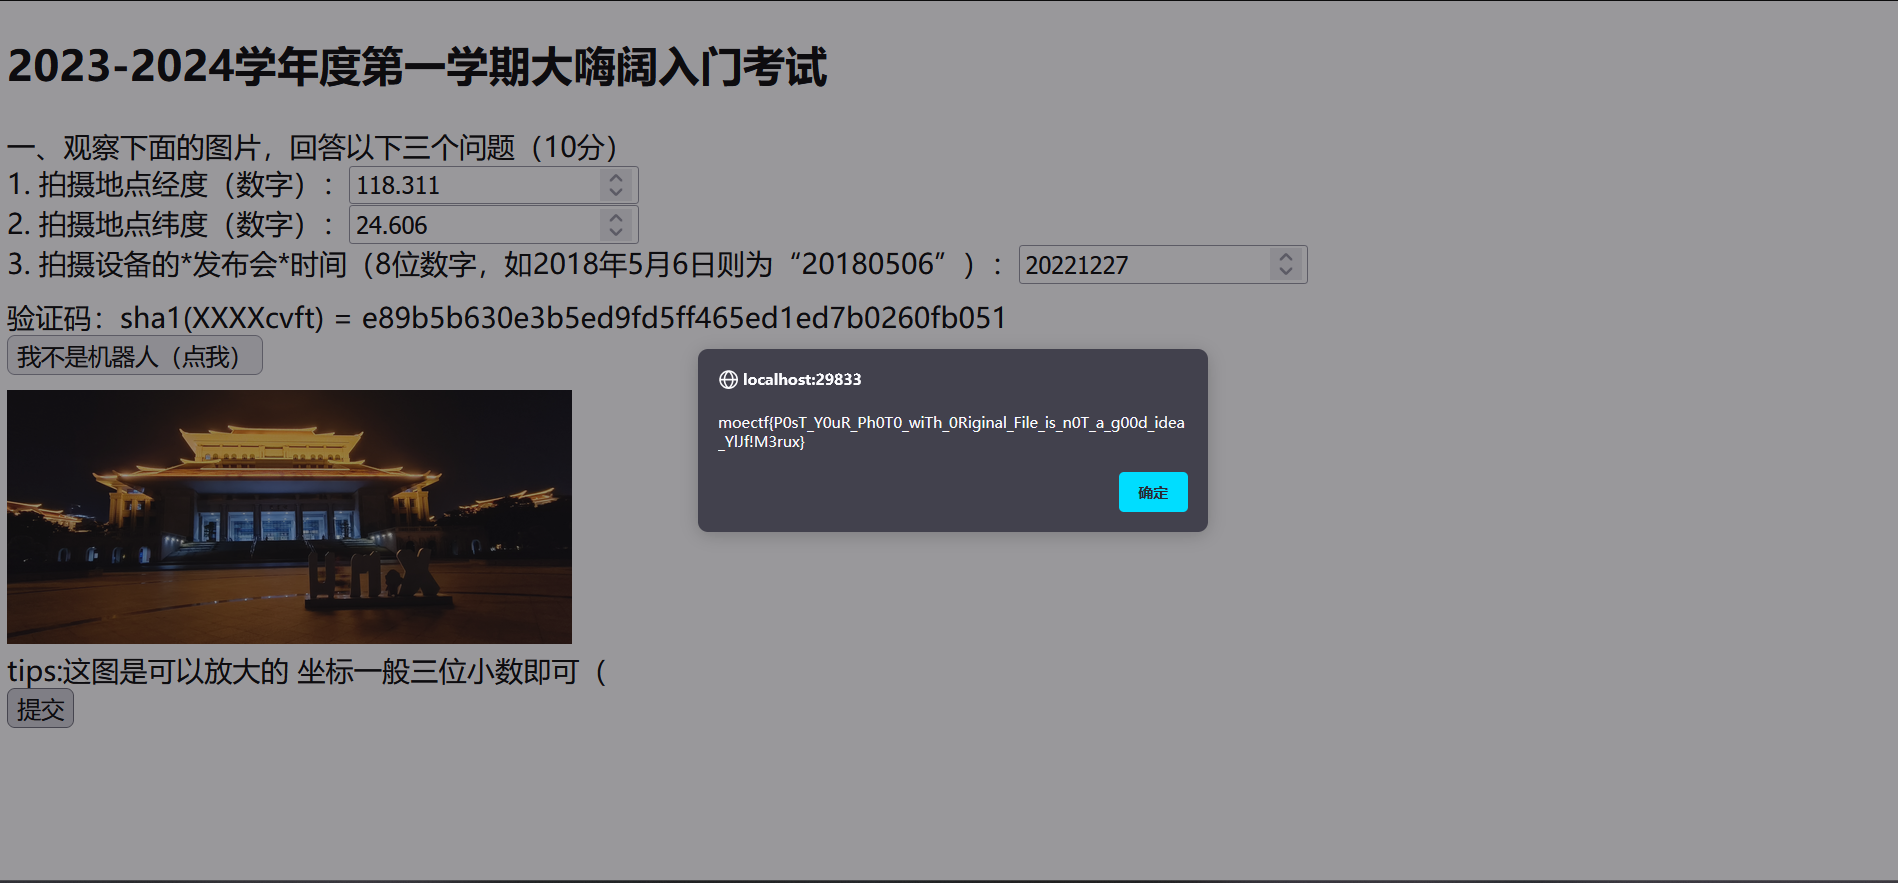 2023-2024学年度第一学期大嗨阔入门考试
一、观察下面的图片，回答以下三个问题（10分）
1. 拍摄地点经度（数字）：118.311
2. 拍摄地点纬度（数字）：24.606
3. 拍摄设备的*发布会*时间（8位数字，如2018年5月6日则为“20180506”）：20221227
验证码：sha1(XXXXcvft) = e89b5b630e3b5ed9fd5ff465ed1ed7b0260fb051
我不是机器人（点我）
localhost:29833
moectf{P0sT_Y0uR_Ph0T0_wiTh_0Riginal_File_is_n0T_a_g00d_idea
_YlJf!M3rux}
确定
tips:这图是可以放大的 坐标一般三位小数即可（
提交